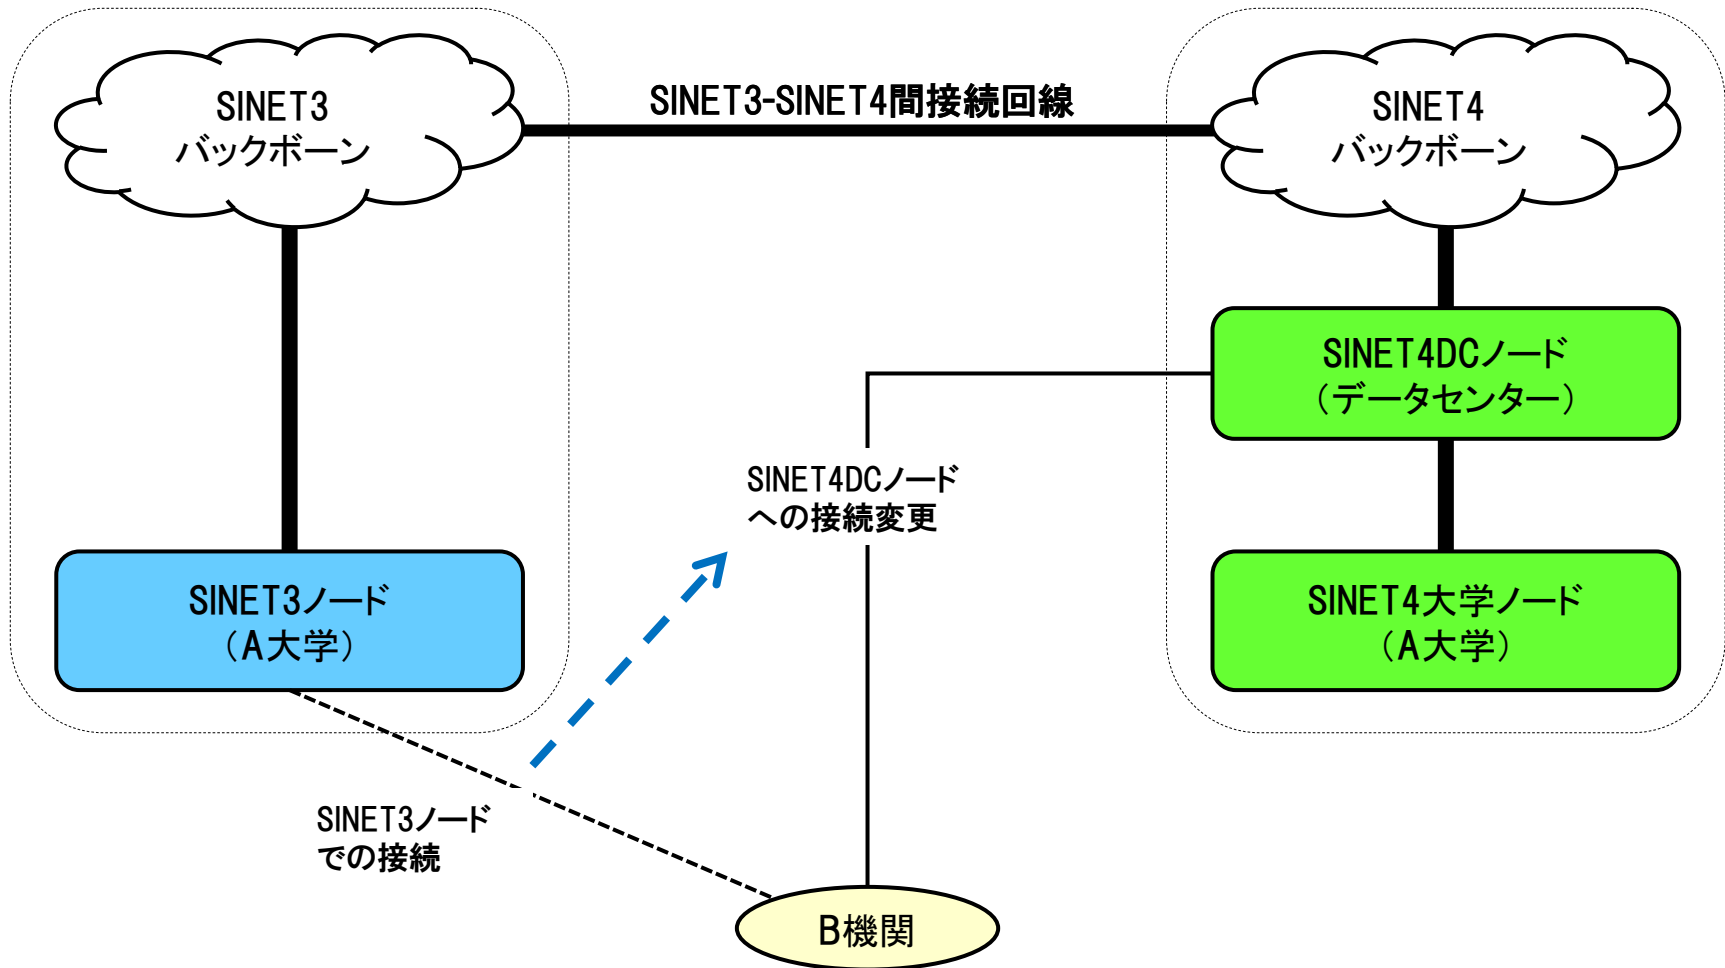 SINET3
バックボーン
SINET3-SINET4間接続回線
SINET4
バックボーン
SINET4DCノード
（データセンター）
SINET4DCノード
への接続変更
SINET3ノード
（A大学）
SINET4大学ノード
（A大学）
SINET3ノード
での接続
B機関